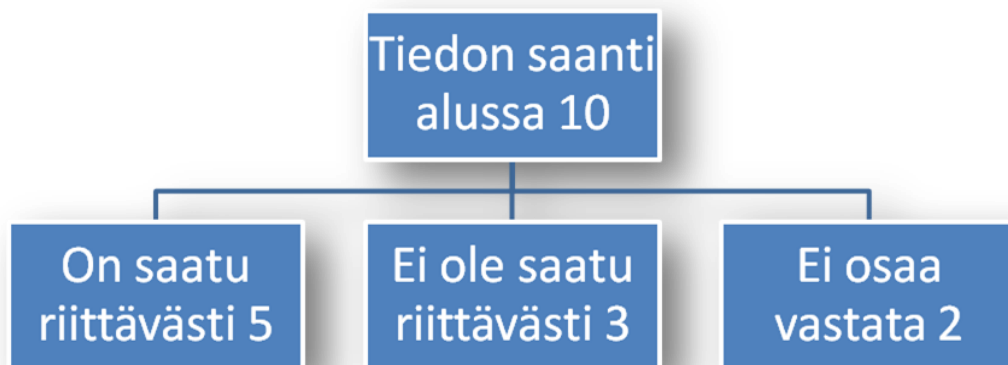 Tiedon saanti
alussa 10
On saatu
riittävästi 5
Ei ole saatu
riittävästi 3
Ei osaa
vastata 2